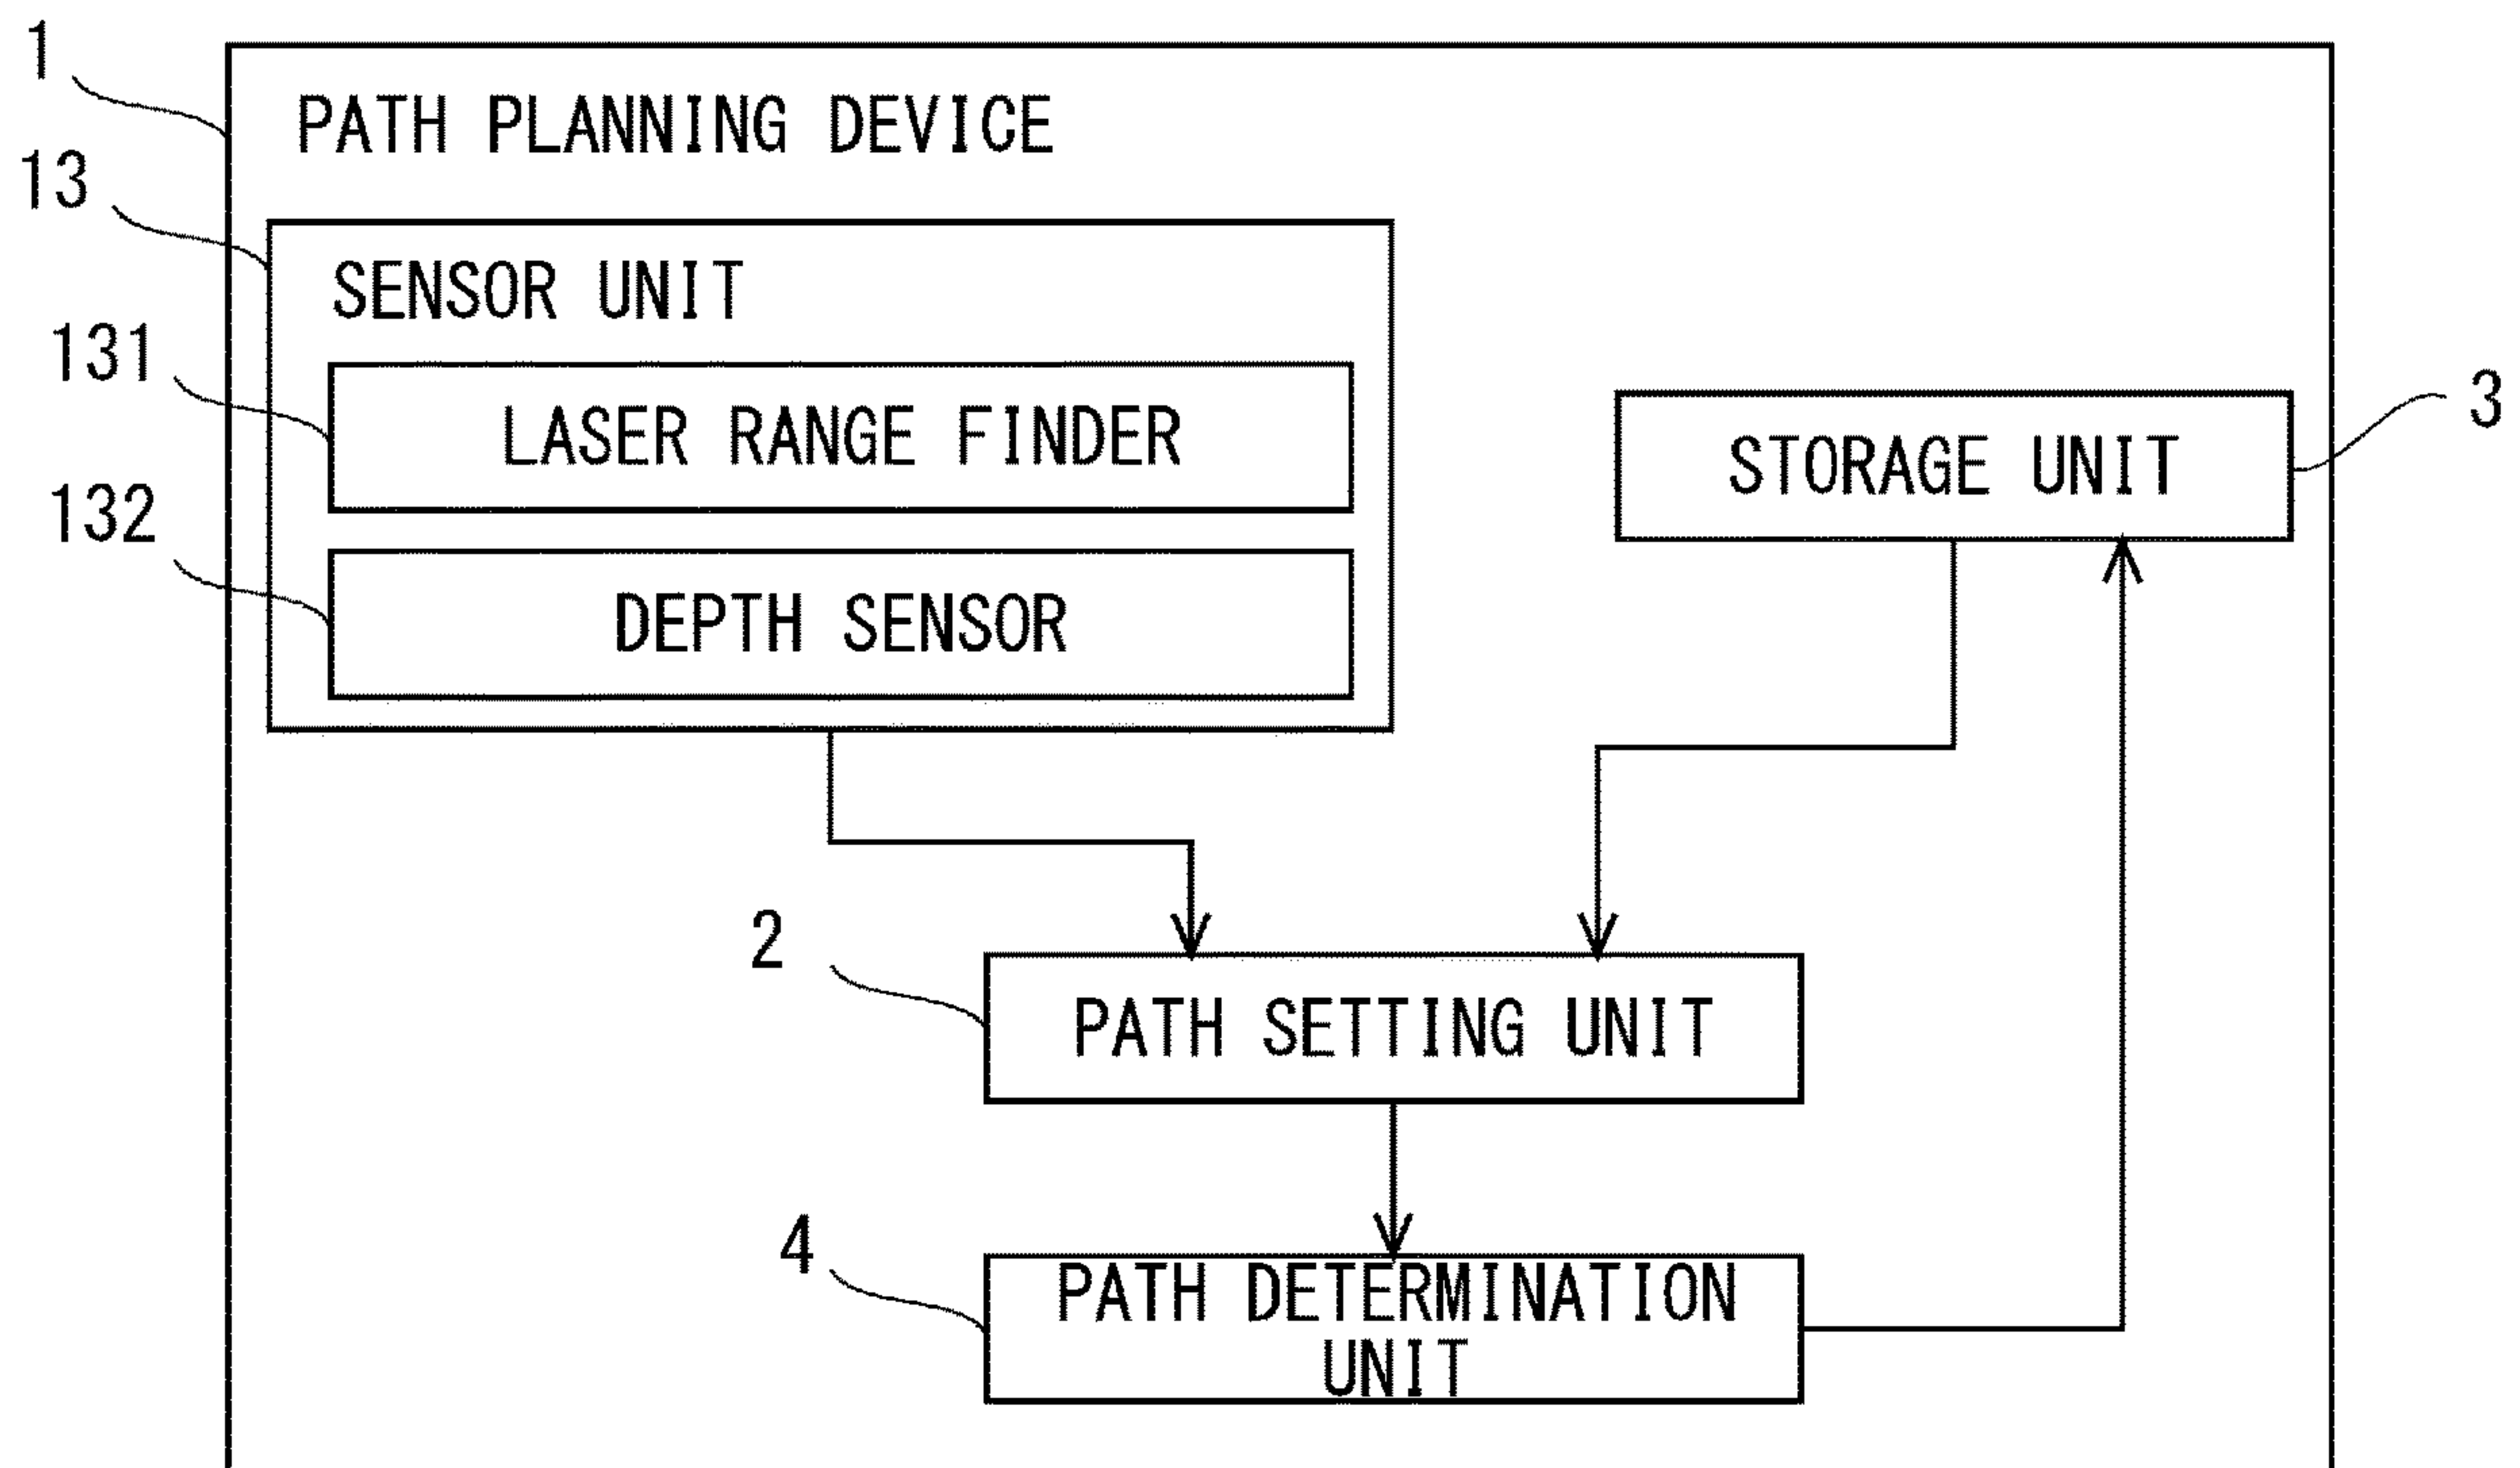 1
PATH PLANNING DEVICE
13
SENSOR UNIT
131
LASER RANGE FINDER
3
STORAGE UNIT
132
DEPTH SENSOR
2
PATH SETTING UNIT
4
PATH DETERMINATION
UNIT